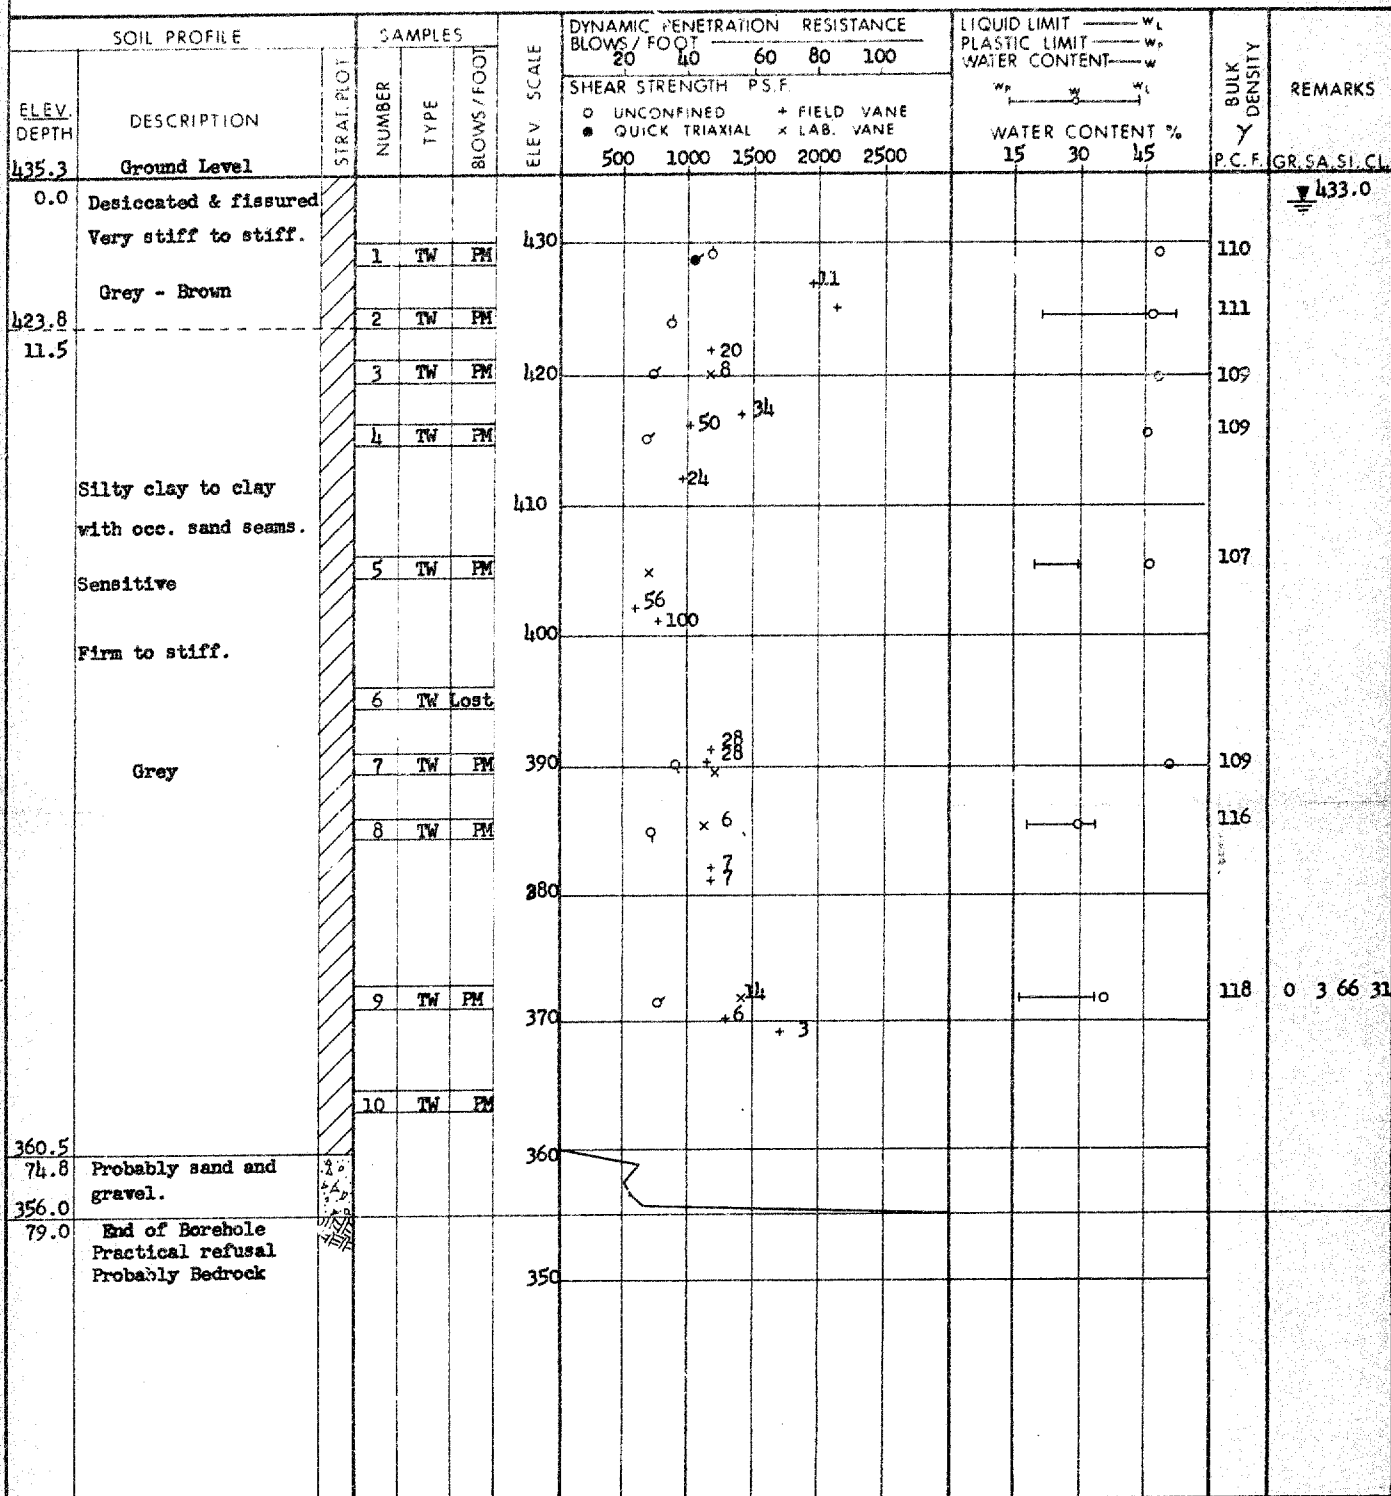 SOIL PROFILE
SAMPLES
DYNAMIC PENETRATION RESISTANCE
BLOWS / FOOT
20 40 60 80 100
SHEAR STRENGTH P.S.F.
○ UNCONFINED + FIELD VANE
● QUICK TRIAXIAL × LAB. VANE
500 1000 1500 2000 2500
LIQUID LIMIT WL
PLASTIC LIMIT WP
WATER CONTENT W
WP W WL
WATER CONTENT %
15 30 45
ELEV.
DEPTH
DESCRIPTION
STRAT. PLOT
NUMBER
TYPE
BLOWS / FOOT
ELEV. SCALE
BULK DENSITY
γ
P.C.F.
REMARKS
GR. SA. SI. CL.
435.3 Ground Level
0.0 Desiccated & fissured
433.0
Very stiff to stiff.
430
1 TW PM
110
11
Grey - Brown
423.8
2 TW PM
111
11.5
20
3 TW PM
420
8
109
34
50
4 TW PM
109
24
Silty clay to clay
410
with occ. sand seams.
5 TW PM
107
Sensitive
56
100
400
Firm to stiff.
6 TW Lost
28
28
Grey
7 TW PM
390
109
8 TW PM
6
116
7
7
380
9 TW PM
14
118
0 3 66 31
6
370
3
10 TW PM
360.5
360
74.8 Probably sand and
gravel.
356.0
79.0 End of Borehole
Practical refusal
Probably Bedrock
350